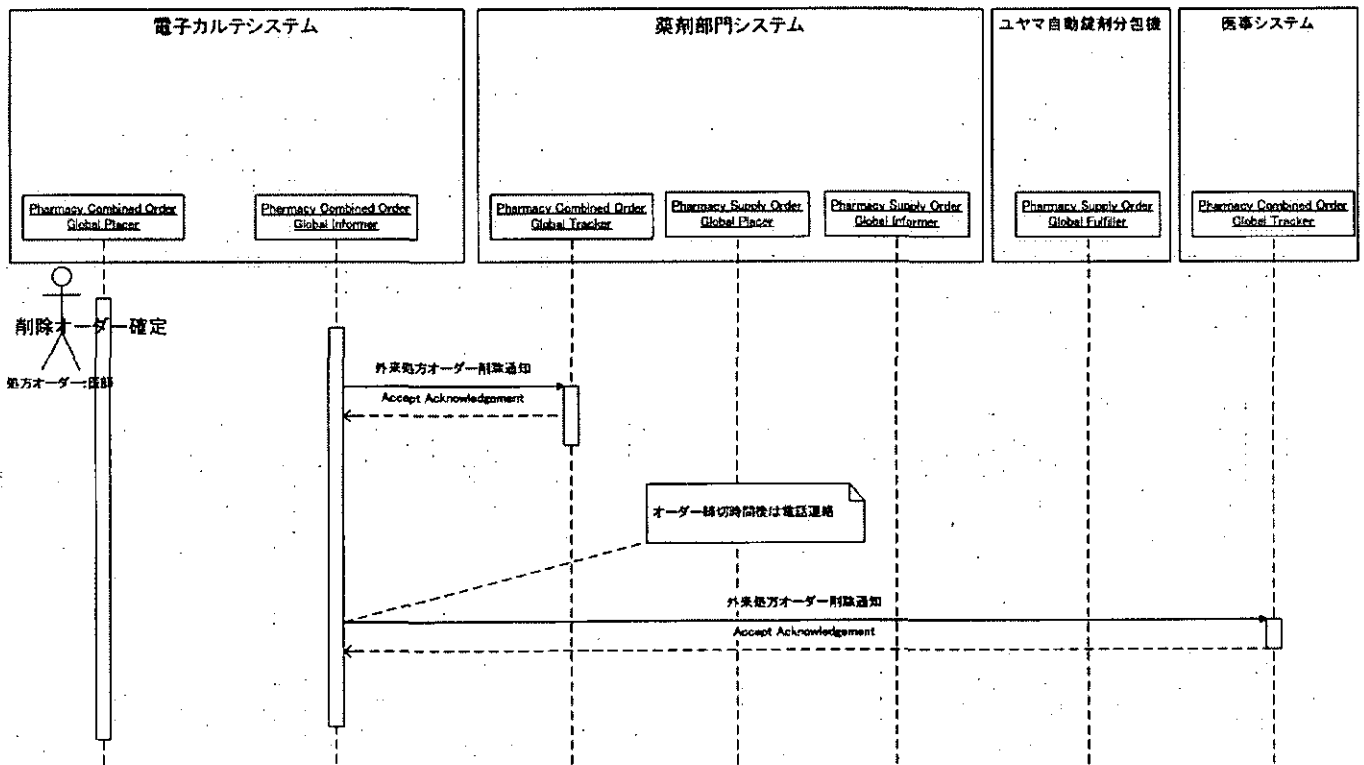 電子カルテシステム
薬剤部門システム
ユヤマ自動錠剤分包機
医事システム
Pharmacy Combined Order
Global Placer
Pharmacy Combined Order
Global Informer
Pharmacy Combined Order
Global Tracker
Pharmacy Supply Order
Global Placer
Pharmacy Supply Order
Global Informer
Pharmacy Supply Order
Global Fulfiller
Pharmacy Combined Order
Global Tracker
削除オーダー確定
処方オーダー:医師
外来処方オーダー削除通知
Accept Acknowledgement
オーダー締切時間後は電話連絡
外来処方オーダー削除通知
Accept Acknowledgement